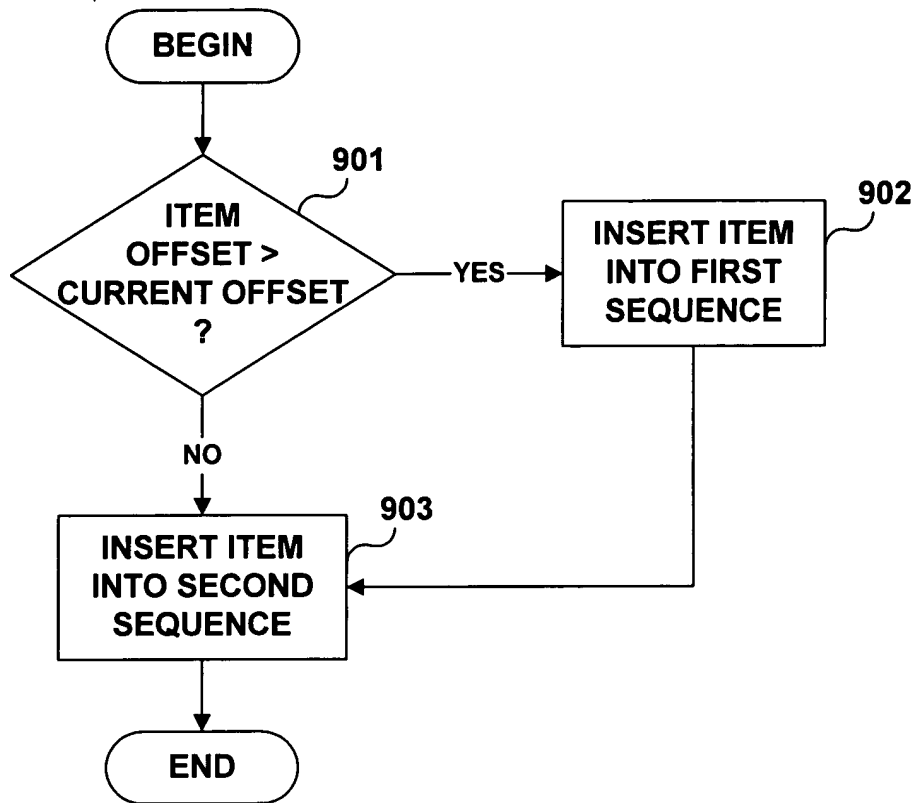 BEGIN
901
ITEM
OFFSET >
CURRENT OFFSET
?
YES
902
INSERT ITEM
INTO FIRST
SEQUENCE
NO
903
INSERT ITEM
INTO SECOND
SEQUENCE
END